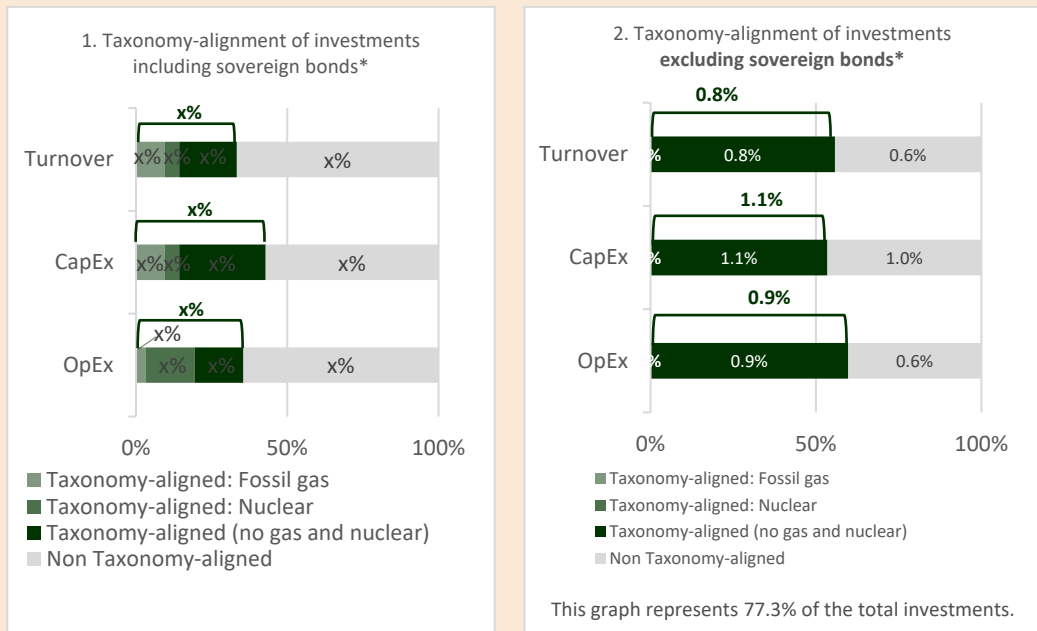 1. Taxonomy-alignment of investments
including sovereign bonds*
x%
Turnover
x% x% x% x%
x%
CapEx
x% x% x% x%
x%
x%
OpEx
x% x% x%
0% 50% 100%
Taxonomy-aligned: Fossil gas
Taxonomy-aligned: Nuclear
Taxonomy-aligned (no gas and nuclear)
Non Taxonomy-aligned
2. Taxonomy-alignment of investments
excluding sovereign bonds*
0.8%
Turnover
% 0.8% 0.6%
1.1%
CapEx
% 1.1% 1.0%
0.9%
OpEx
% 0.9% 0.6%
0% 50% 100%
Taxonomy-aligned: Fossil gas
Taxonomy-aligned: Nuclear
Taxonomy-aligned (no gas and nuclear)
Non Taxonomy-aligned
This graph represents 77.3% of the total investments.